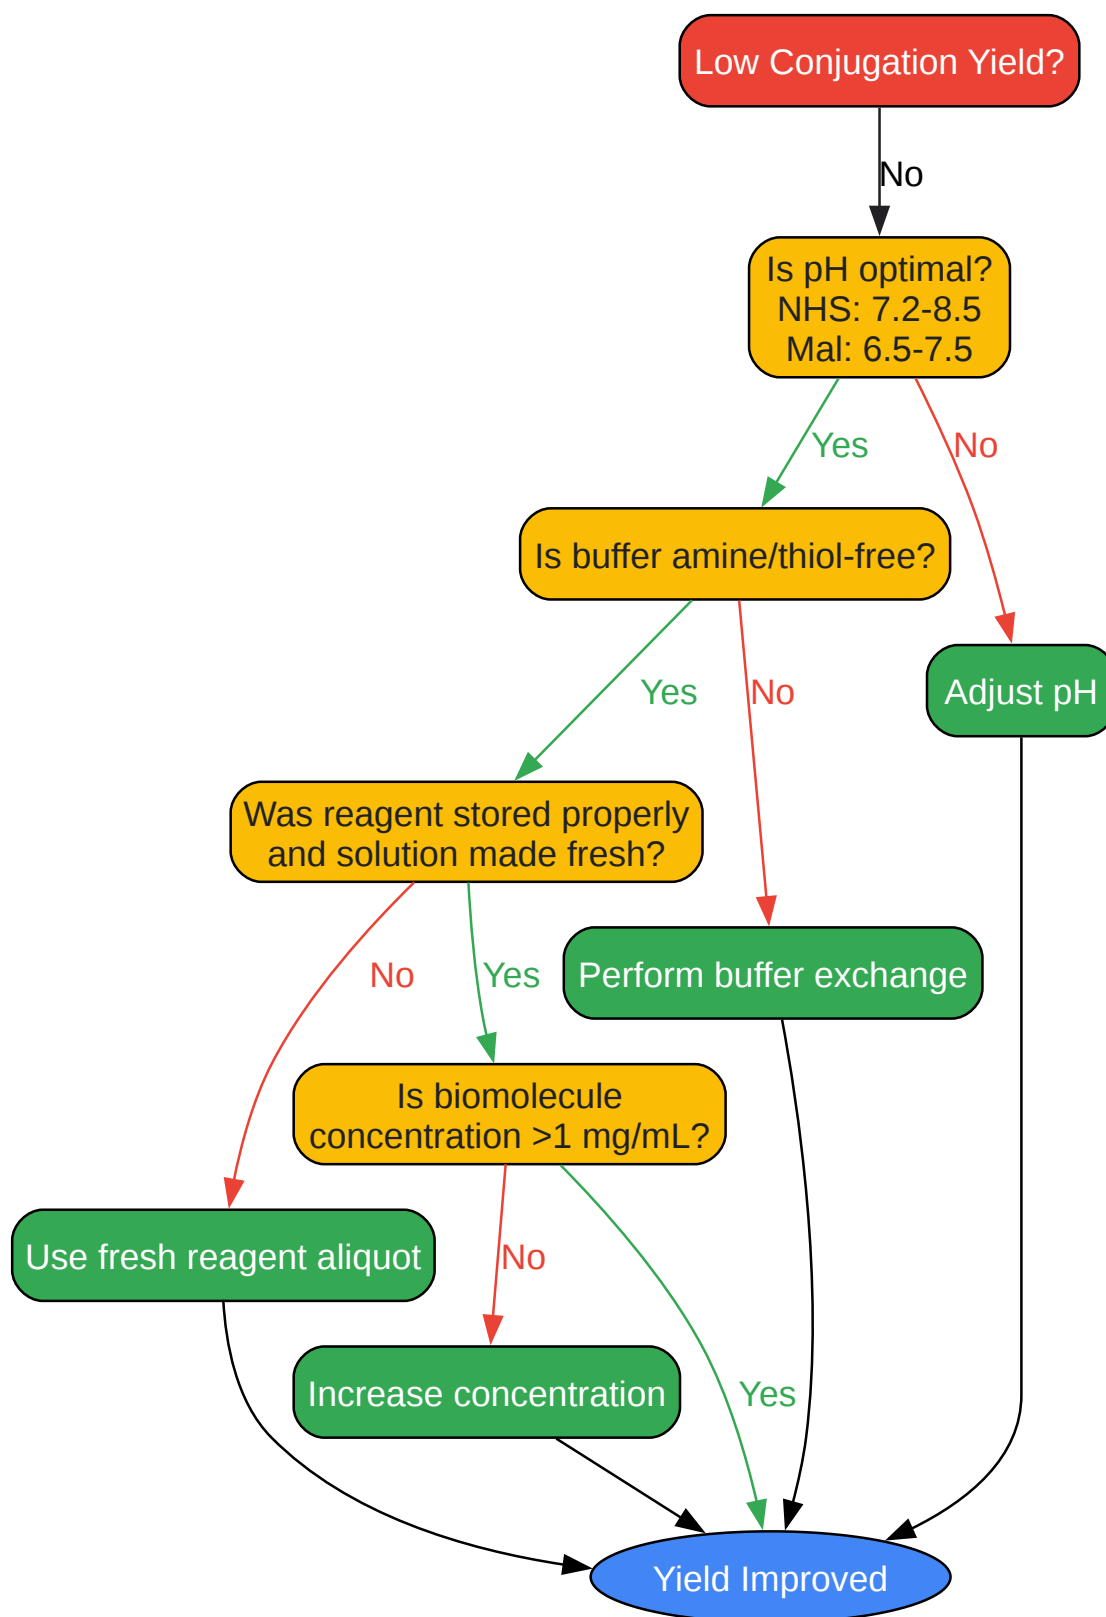 Low Conjugation Yield?
No
Is pH optimal?
NHS: 7.2-8.5
Mal: 6.5-7.5
Yes
No
Is buffer amine/thiol-free?
Yes
No
Adjust pH
Was reagent stored properly
and solution made fresh?
No
Yes
Perform buffer exchange
Is biomolecule
concentration >1 mg/mL?
Use fresh reagent aliquot
No
Increase concentration
Yes
Yield Improved